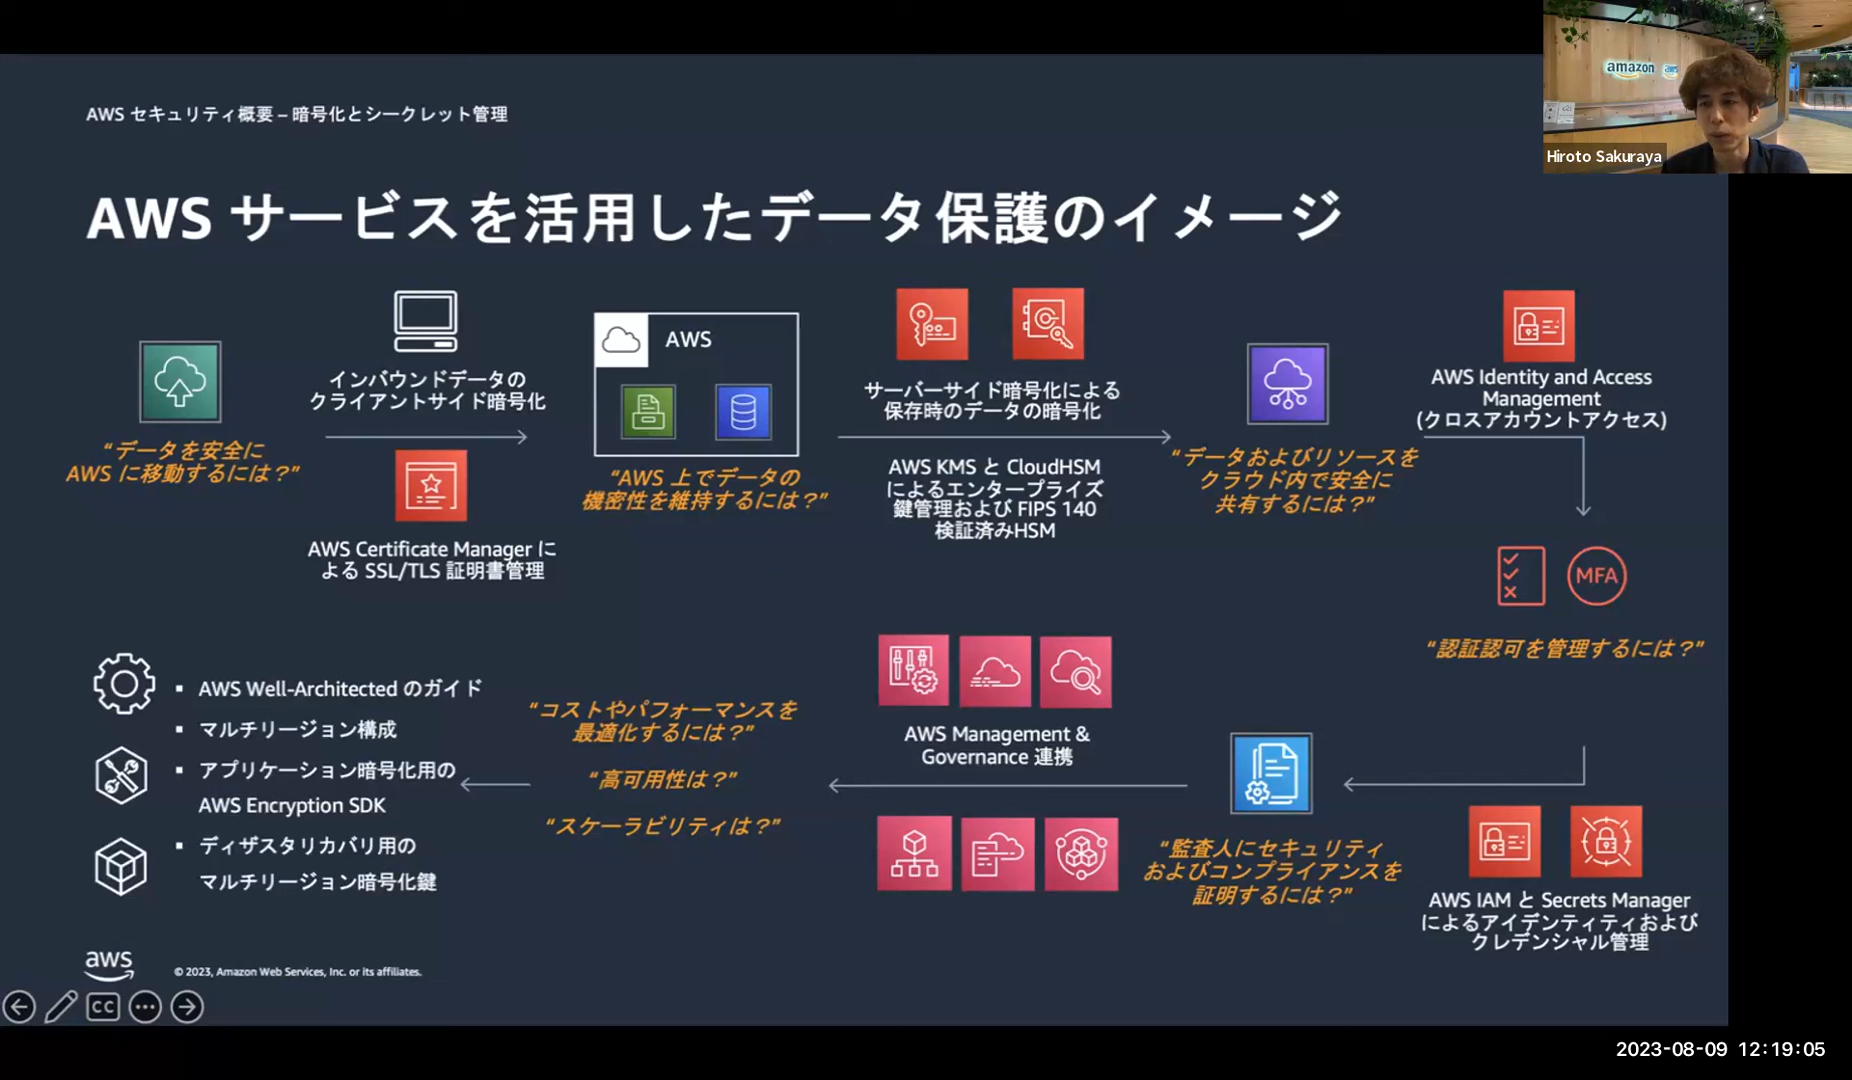 amazon aws
Hiroto Sakuraya
AWS セキュリティ概要 – 暗号化とシークレット管理
AWS サービスを活用したデータ保護のイメージ
“データを安全に
AWS に移動するには？”
インバウンドデータの
クライアントサイド暗号化
AWS Certificate Manager に
よる SSL/TLS 証明書管理
AWS
“AWS 上でデータの
機密性を維持するには？”
サーバーサイド暗号化による
保存時のデータの暗号化
AWS KMS と CloudHSM
によるエンタープライズ
鍵管理および FIPS 140
検証済みHSM
“データおよびリソースを
クラウド内で安全に
共有するには？”
AWS Identity and Access
Management
(クロスアカウントアクセス)
MFA
“認証認可を管理するには？”
AWS IAM と Secrets Manager
によるアイデンティティおよび
クレデンシャル管理
“監査人にセキュリティ
およびコンプライアンスを
証明するには？”
AWS Management &
Governance 連携
“コストやパフォーマンスを
最適化するには？”
“高可用性は？”
“スケーラビリティは？”
▪ AWS Well-Architected のガイド
▪ マルチリージョン構成
▪ アプリケーション暗号化用の
AWS Encryption SDK
▪ ディザスタリカバリ用の
マルチリージョン暗号化鍵
aws
© 2023, Amazon Web Services, Inc. or its affiliates.
CC
2023-08-09 12:19:05